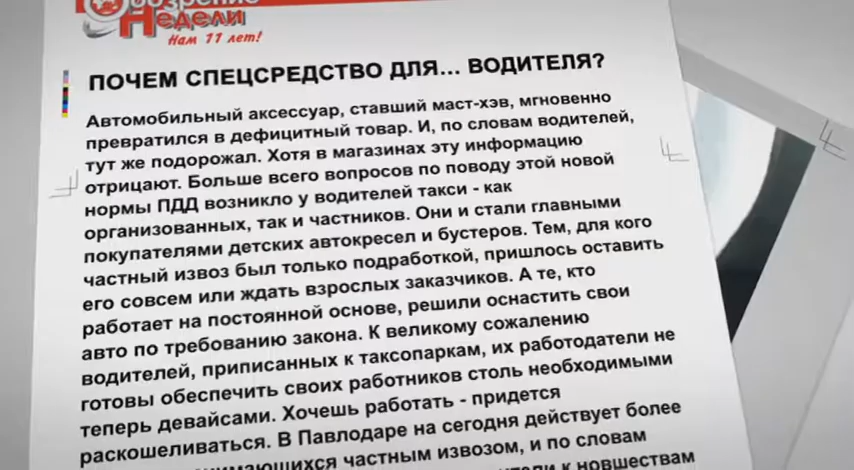 Обозрение
Недели
Нам 11 лет!
ПОЧЕМ СПЕЦСРЕДСТВО ДЛЯ... ВОДИТЕЛЯ?
Автомобильный аксессуар, ставший маст-хэв, мгновенно
превратился в дефицитный товар. И, по словам водителей,
тут же подорожал. Хотя в магазинах эту информацию
отрицают. Больше всего вопросов по поводу этой новой
нормы ПДД возникло у водителей такси - как
организованных, так и частников. Они и стали главными
покупателями детских автокресел и бустеров. Тем, для кого
частный извоз был только подработкой, пришлось оставить
его совсем или ждать взрослых заказчиков. А те, кто
работает на постоянной основе, решили оснастить свои
авто по требованию закона. К великому сожалению
водителей, приписанных к таксопаркам, их работодатели не
готовы обеспечить своих работников столь необходимыми
теперь девайсами. Хочешь работать - придется
раскошеливаться. В Павлодаре на сегодня действует более
частным извозом, и по словам
к новшествам